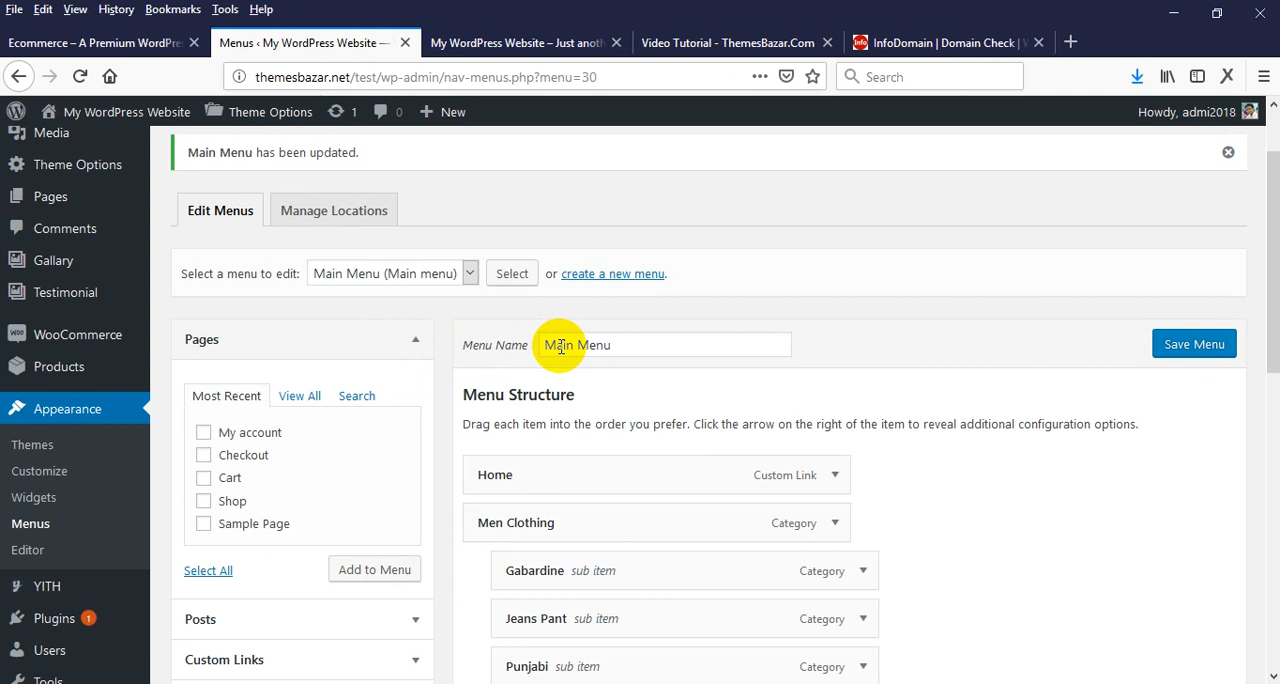 File Edit View History Bookmarks Tools Help
Ecommerce – A Premium WordPre
Menus ‹ My WordPress Website —
My WordPress Website – Just anoth
Video Tutorial - ThemesBazar.Com
InfoDomain | Domain Check | W
themesbazar.net/test/wp-admin/nav-menus.php?menu=30
Search
My WordPress Website Theme Options 1 0 New
Howdy, admi2018
Media
Theme Options
Pages
Comments
Gallary
Testimonial
WooCommerce
Products
Appearance
Themes
Customize
Widgets
Menus
Editor
YITH
Plugins 1
Users
Tools
Main Menu has been updated.
Edit Menus Manage Locations
Select a menu to edit: Main Menu (Main menu) Select or create a new menu.
Pages
Most Recent View All Search
My account
Checkout
Cart
Shop
Sample Page
Select All Add to Menu
Posts
Custom Links
Menu Name Main Menu Save Menu
Menu Structure
Drag each item into the order you prefer. Click the arrow on the right of the item to reveal additional configuration options.
Home Custom Link
Men Clothing Category
Gabardine sub item Category
Jeans Pant sub item Category
Punjabi sub item Category